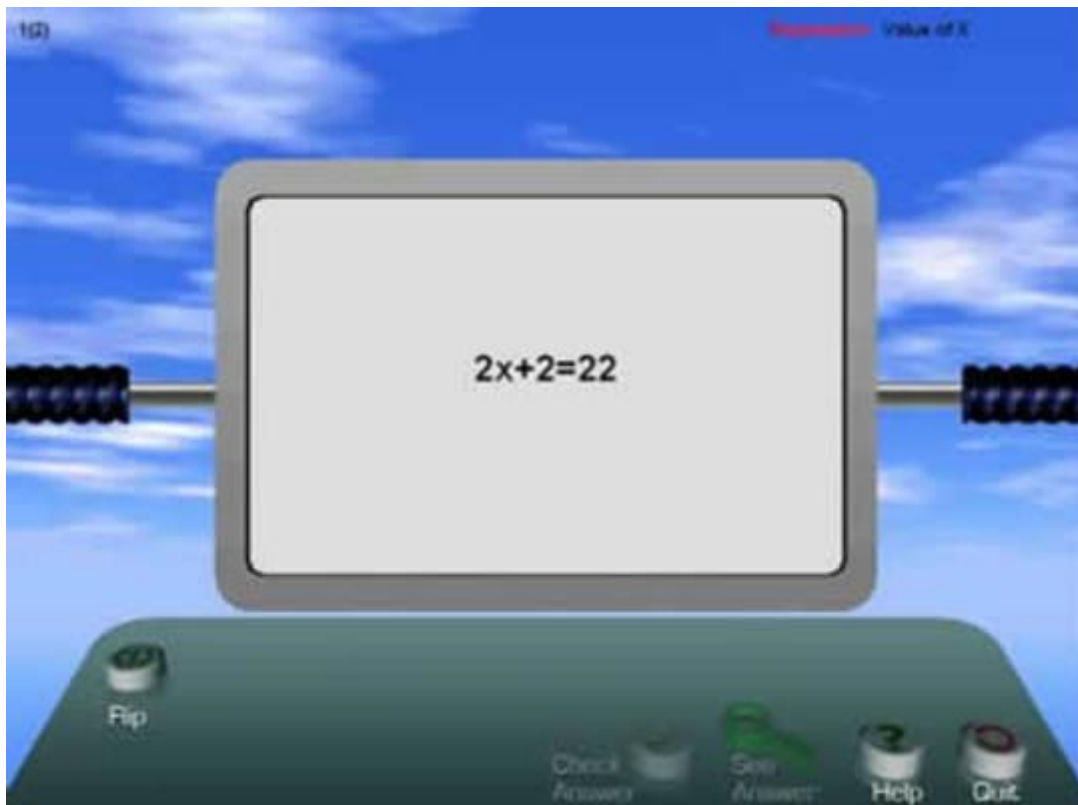 1(2)
Value of X
2x+2=22
Flip
Check
Answer
See
Answer
Help
Quit